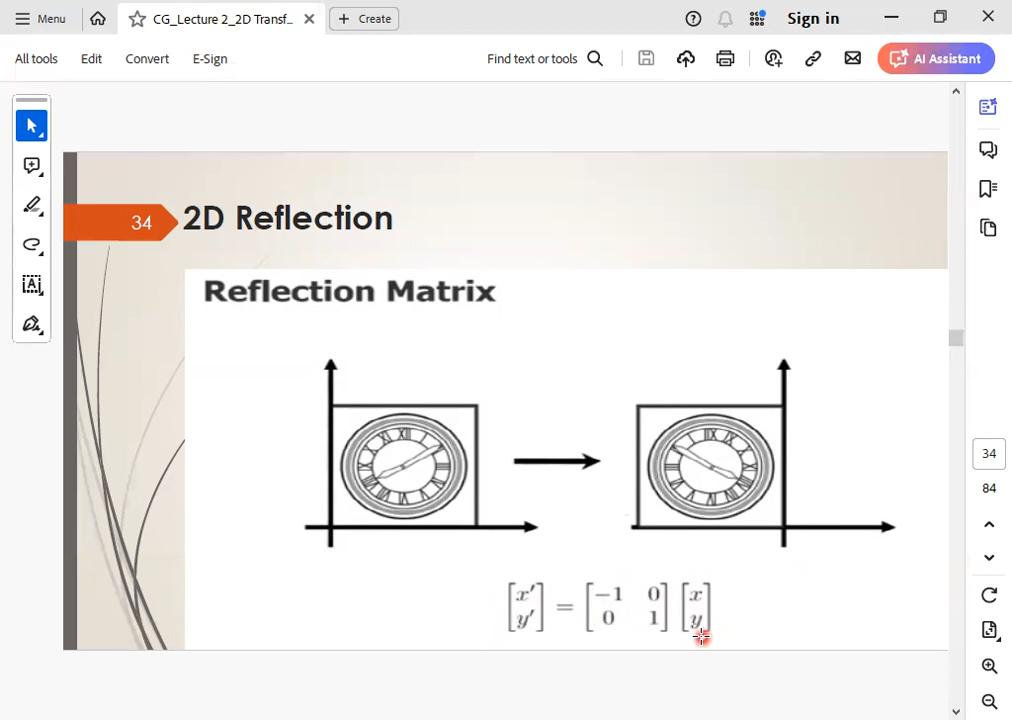 Menu
CG_Lecture 2_2D Transf...
Create
Sign in
All tools
Edit
Convert
E-Sign
Find text or tools
AI Assistant
34
2D Reflection
Reflection Matrix
[x′ y′] = [−1 0 0 1] [x y]
34
84